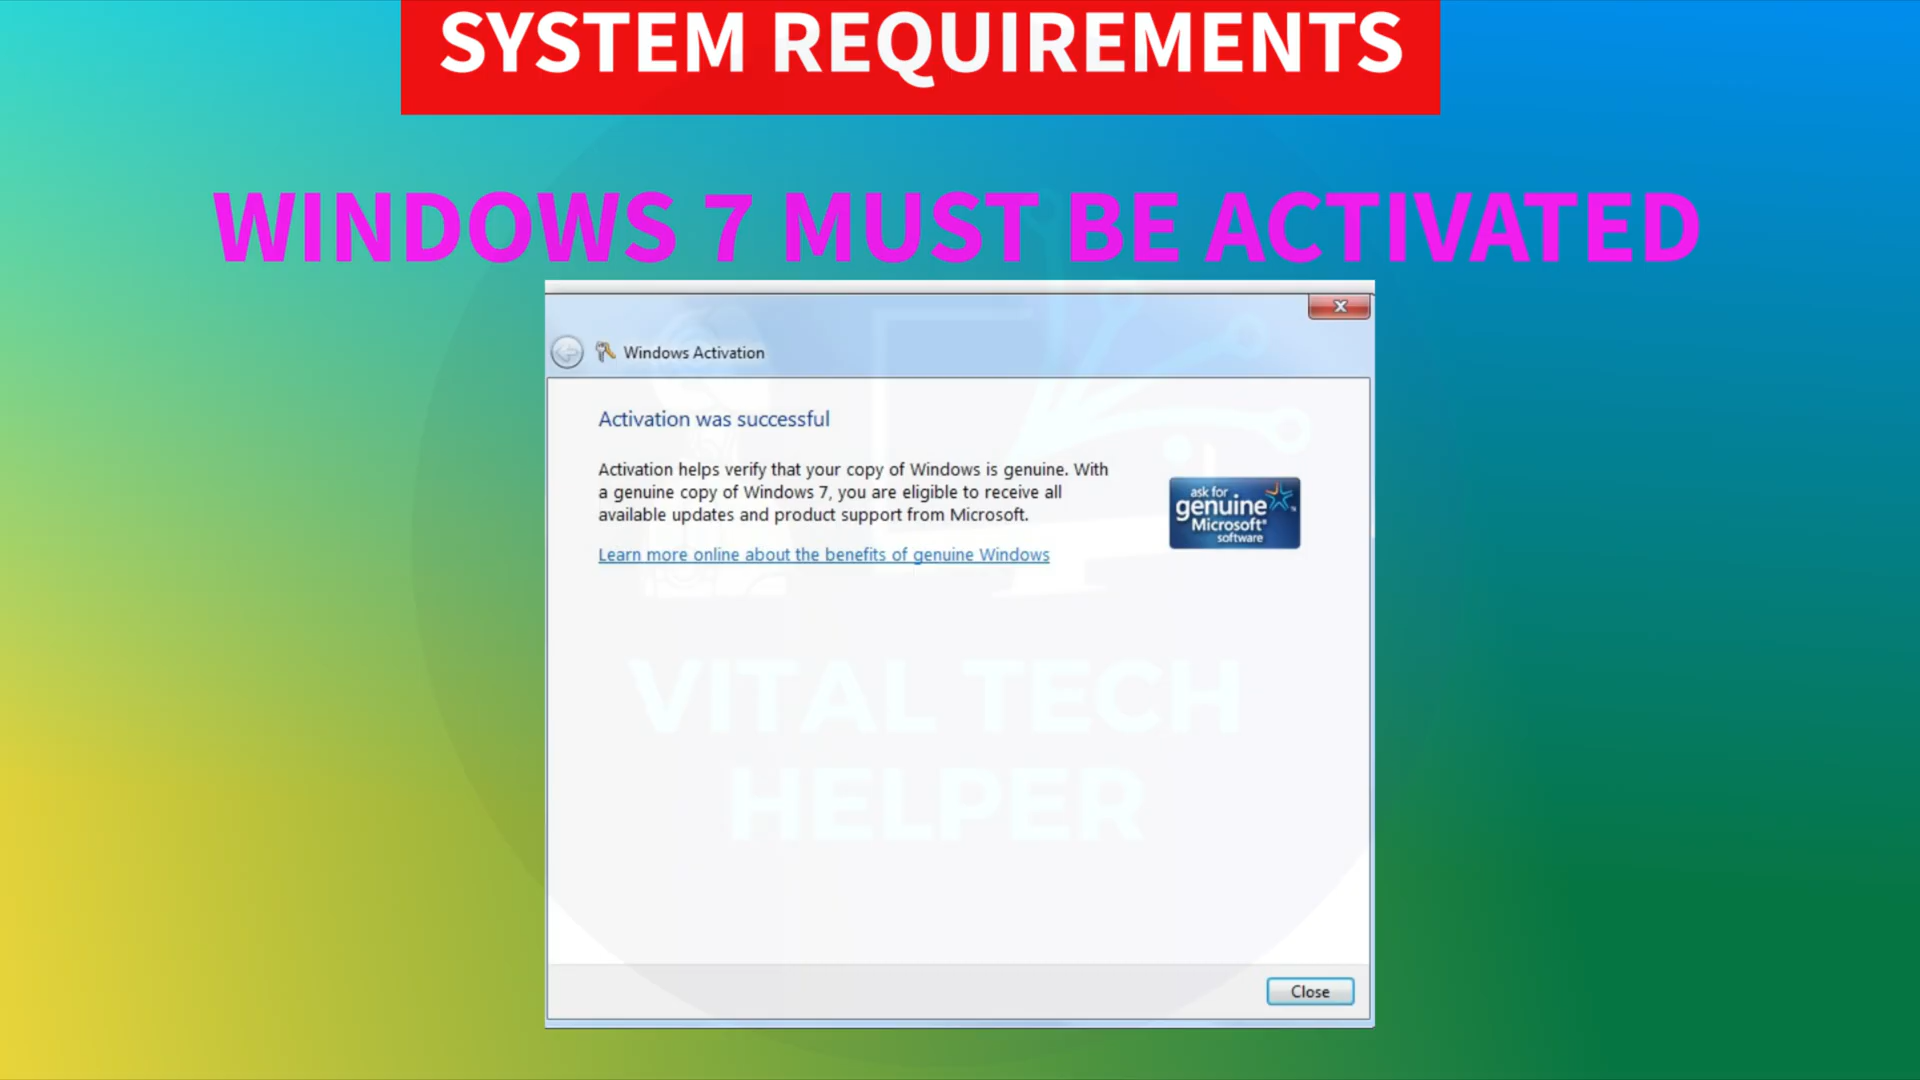 SYSTEM REQUIREMENTS
WINDOWS 7 MUST BE ACTIVATED
x
Windows Activation
Activation was successful
Activation helps verify that your copy of Windows is genuine. With
a genuine copy of Windows 7, you are eligible to receive all
available updates and product support from Microsoft.
ask for
genuine
Microsoft®
software
Learn more online about the benefits of genuine Windows
VITAL TECH
HELPER
Close